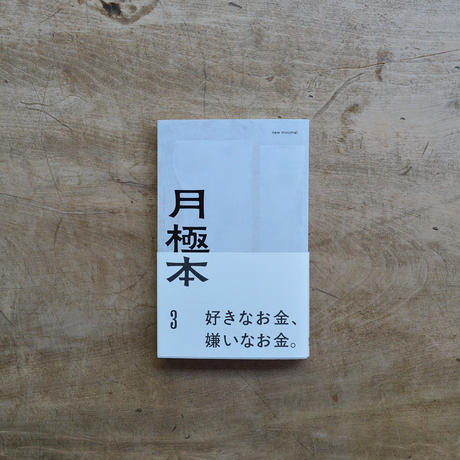 new minimal
月極本
3
好きなお金、
嫌いなお金。